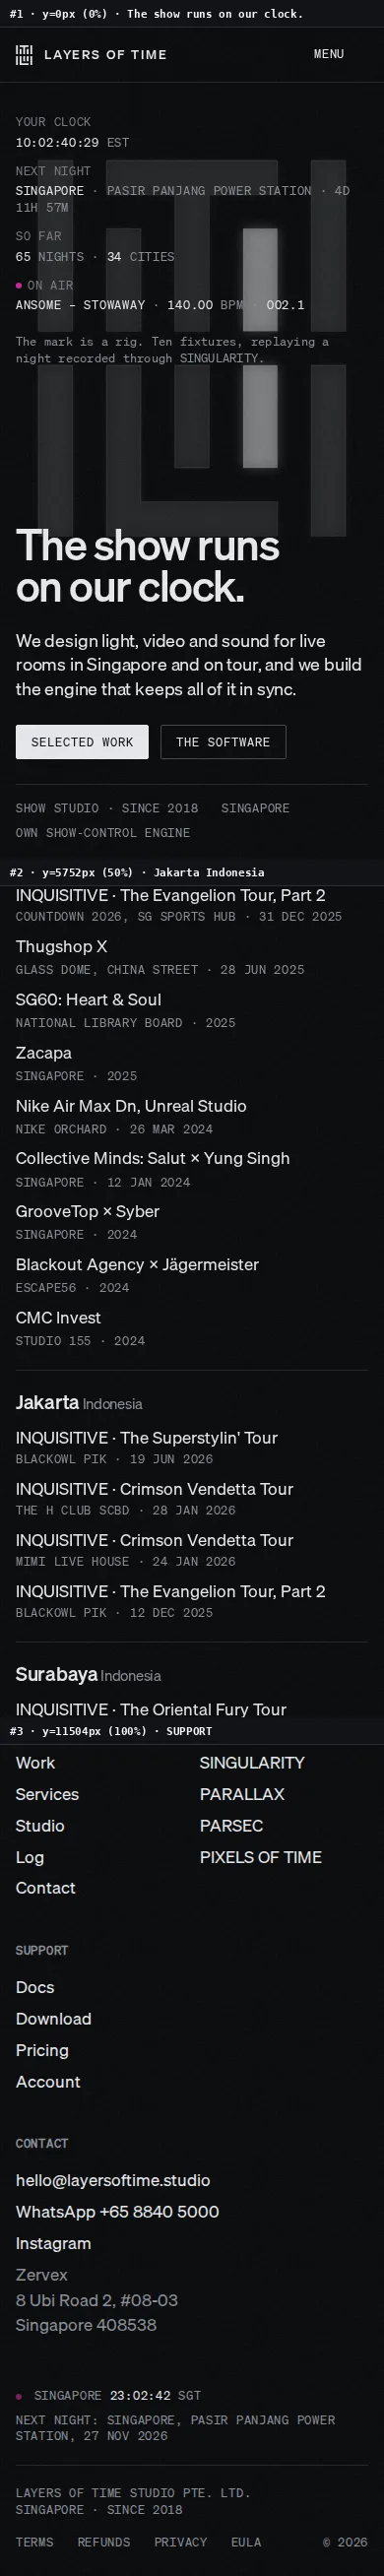 #1 · y=0px (0%) · The show runs on our clock.
LAYERS OF TIME
MENU
YOUR CLOCK
10:02:40:29 EST
NEXT NIGHT
SINGAPORE · PASIR PANJANG POWER STATION · 4D
11H 57M
SO FAR
65 NIGHTS · 34 CITIES
ON AIR
ANSOME – STOWAWAY · 140.00 BPM · 002.1
The mark is a rig. Ten fixtures, replaying a
night recorded through SINGULARITY.
The show runs
on our clock.
We design light, video and sound for live
rooms in Singapore and on tour, and we build
the engine that keeps all of it in sync.
SELECTED WORK
THE SOFTWARE
SHOW STUDIO · SINCE 2018 SINGAPORE
OWN SHOW-CONTROL ENGINE
#2 · y=5752px (50%) · Jakarta Indonesia
INQUISITIVE · The Evangelion Tour, Part 2
COUNTDOWN 2026, SG SPORTS HUB · 31 DEC 2025
Thugshop X
GLASS DOME, CHINA STREET · 28 JUN 2025
SG60: Heart & Soul
NATIONAL LIBRARY BOARD · 2025
Zacapa
SINGAPORE · 2025
Nike Air Max Dn, Unreal Studio
NIKE ORCHARD · 26 MAR 2024
Collective Minds: Salut × Yung Singh
SINGAPORE · 12 JAN 2024
GrooveTop × Syber
SINGAPORE · 2024
Blackout Agency × Jägermeister
ESCAPE56 · 2024
CMC Invest
STUDIO 155 · 2024
Jakarta Indonesia
INQUISITIVE · The Superstylin' Tour
BLACKOWL PIK · 19 JUN 2026
INQUISITIVE · Crimson Vendetta Tour
THE H CLUB SCBD · 28 JAN 2026
INQUISITIVE · Crimson Vendetta Tour
MIMI LIVE HOUSE · 24 JAN 2026
INQUISITIVE · The Evangelion Tour, Part 2
BLACKOWL PIK · 12 DEC 2025
Surabaya Indonesia
INQUISITIVE · The Oriental Fury Tour
#3 · y=11504px (100%) · SUPPORT
Work
SINGULARITY
Services
PARALLAX
Studio
PARSEC
Log
PIXELS OF TIME
Contact
SUPPORT
Docs
Download
Pricing
Account
CONTACT
hello@layersoftime.studio
WhatsApp +65 8840 5000
Instagram
Zervex
8 Ubi Road 2, #08-03
Singapore 408538
SINGAPORE 23:02:42 SGT
NEXT NIGHT: SINGAPORE, PASIR PANJANG POWER
STATION, 27 NOV 2026
LAYERS OF TIME STUDIO PTE. LTD.
SINGAPORE · SINCE 2018
TERMS REFUNDS PRIVACY EULA © 2026